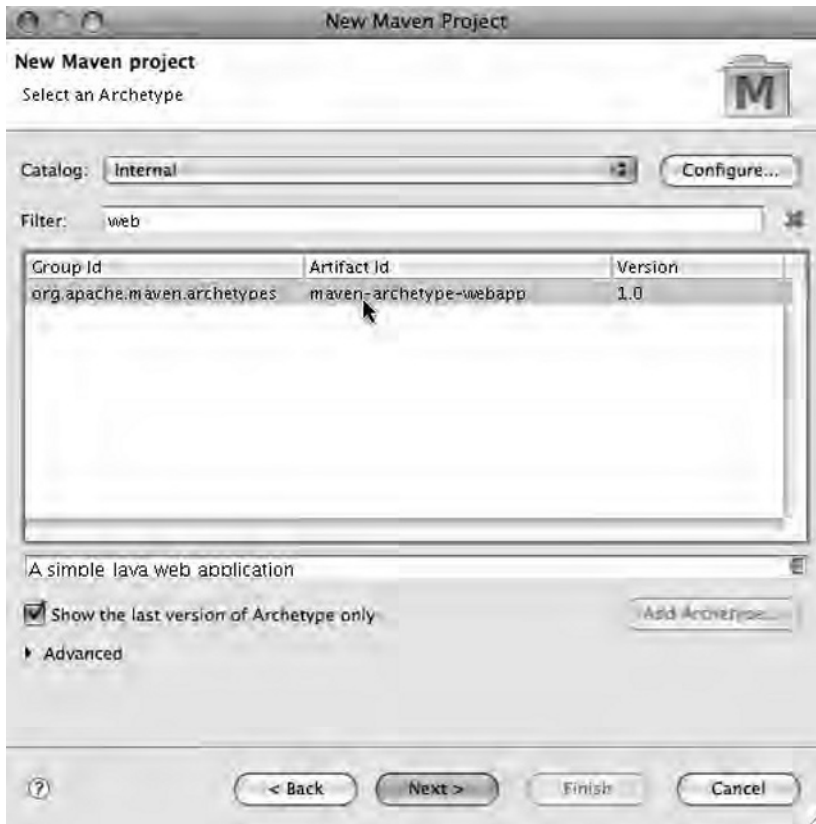 New Maven Project
New Maven project
Select an Archetype
M
Catalog: Internal Configure...
Filter: web
Group Id Artifact Id Version
org.apache.maven.archetypes maven-archetype-webapp 1.0
A simple Java web application
Show the last version of Archetype only Add Archetype...
Advanced
? < Back Next > Finish Cancel